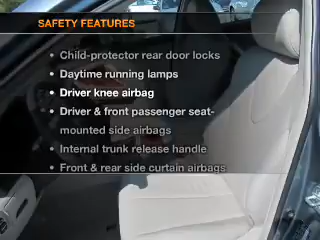 SAFETY FEATURES
• Child-protector rear door locks
• Daytime running lamps
• Driver knee airbag
• Driver & front passenger seat-
mounted side airbags
• Internal trunk release handle
• Front & rear side curtain airbags